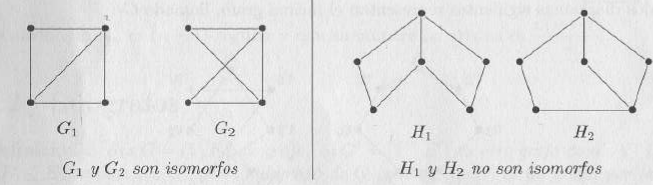 G₁
G₂
H₁
H₂
G₁ y G₂ son isomorfos
H₁ y H₂ no son isomorfos